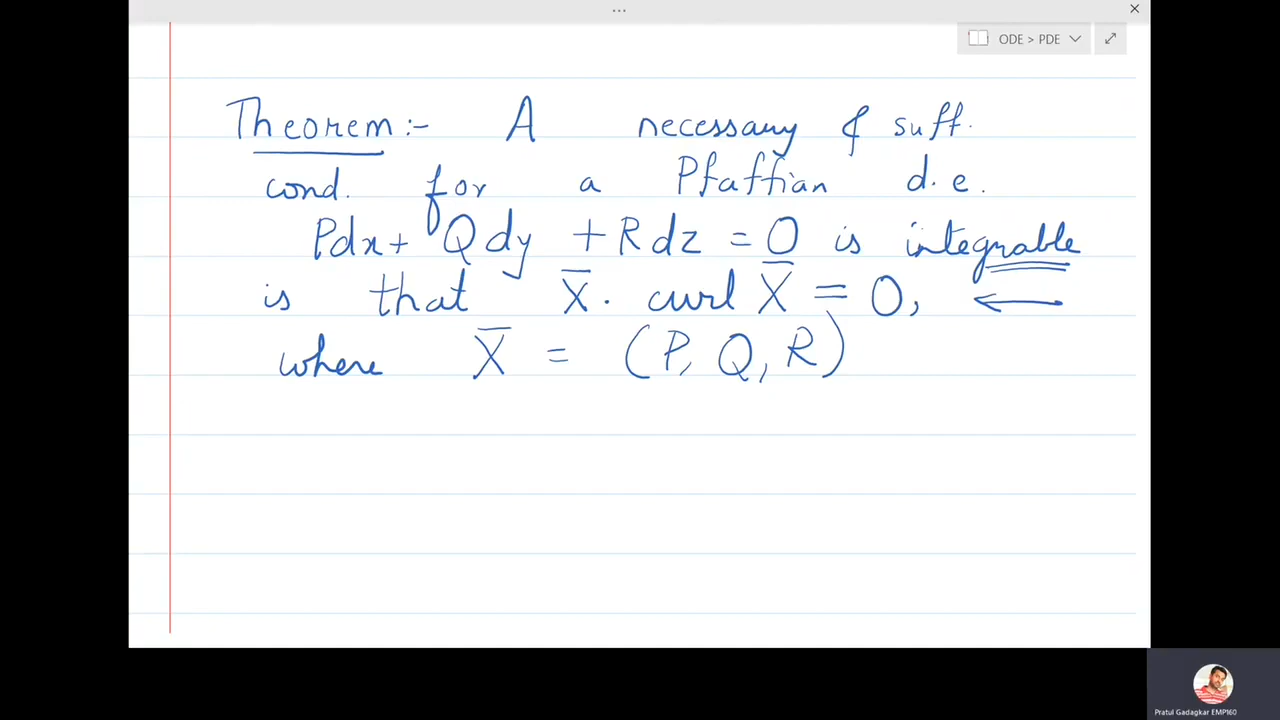 ODE > PDE
Theorem:- A necessary & suff.
cond. for a Pfaffian d.e.
Pdx+ Qdy + Rdz = 0 is integrable
is that X̅ . curl X̅ = 0, ←
where X̅ = (P, Q, R)
Pratul Gadagkar EMP160